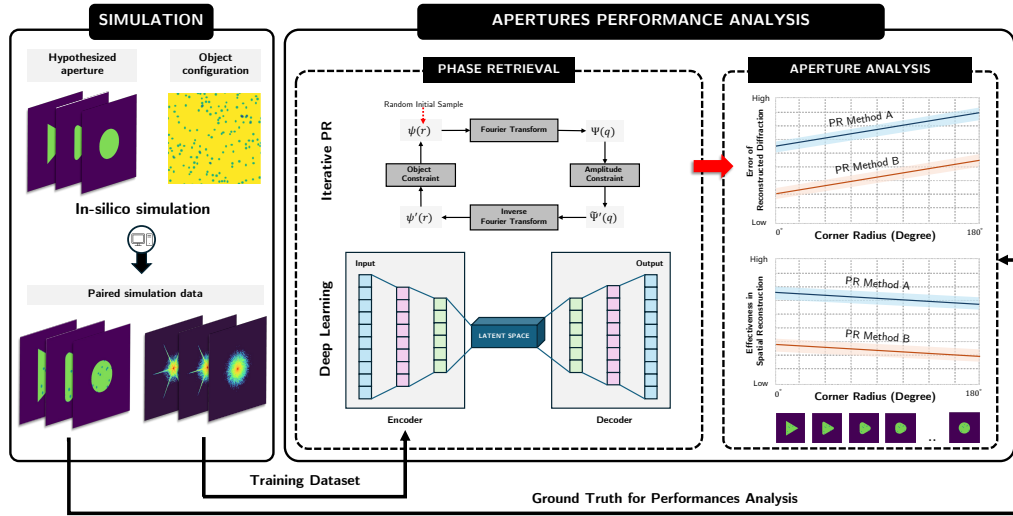 SIMULATION
Hypothesized
aperture
Object
configuration
In-silico simulation
Paired simulation data
APERTURES PERFORMANCE ANALYSIS
PHASE RETRIEVAL
Iterative PR
Random Initial Sample
ψ(r)
Fourier Transform
Ψ(q)
Object
Constraint
Amplitude
Constraint
ψ′(r)
Inverse
Fourier Transform
Ψ̃′(q)
Deep Learning
Input
Output
LATENT SPACE
Encoder
Decoder
APERTURE ANALYSIS
High
PR Method A
PR Method B
Error of
Reconstructed Diffraction
Low
0°
Corner Radius (Degree)
180°
High
PR Method A
PR Method B
Effectiveness in
Spatial Reconstruction
Low
0°
Corner Radius (Degree)
180°
..
Training Dataset
Ground Truth for Performances Analysis